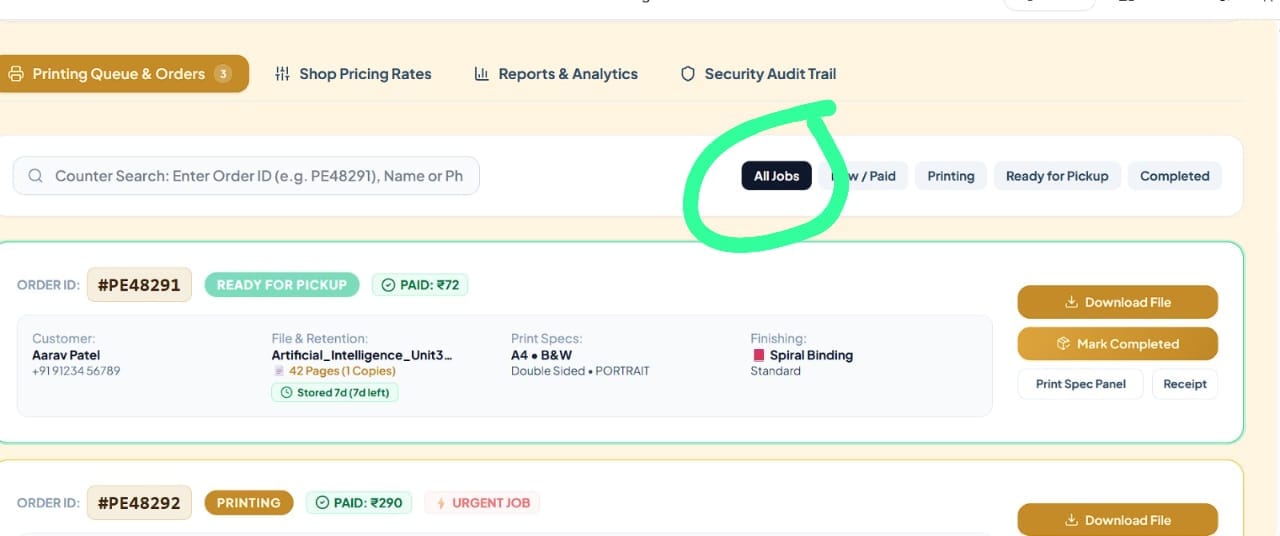 Printing Queue & Orders 3
Shop Pricing Rates
Reports & Analytics
Security Audit Trail
Counter Search: Enter Order ID (e.g. PE48291), Name or Ph
All Jobs
/ Paid
Printing
Ready for Pickup
Completed
ORDER ID: #PE48291 READY FOR PICKUP PAID: ₹72
Customer:
Aarav Patel
+91 91234 56789
File & Retention:
Artificial_Intelligence_Unit3...
42 Pages (1 Copies)
Stored 7d (7d left)
Print Specs:
A4 • B&W
Double Sided • PORTRAIT
Finishing:
Spiral Binding
Standard
Download File
Mark Completed
Print Spec Panel
Receipt
ORDER ID: #PE48292 PRINTING PAID: ₹290 URGENT JOB
Download File